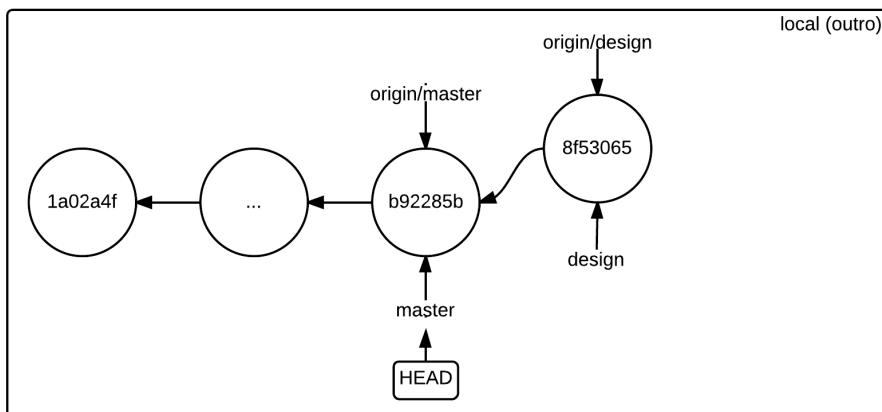 local (outro)
origin/design
origin/master
8f53065
1a02a4f
...
b92285b
design
master
HEAD